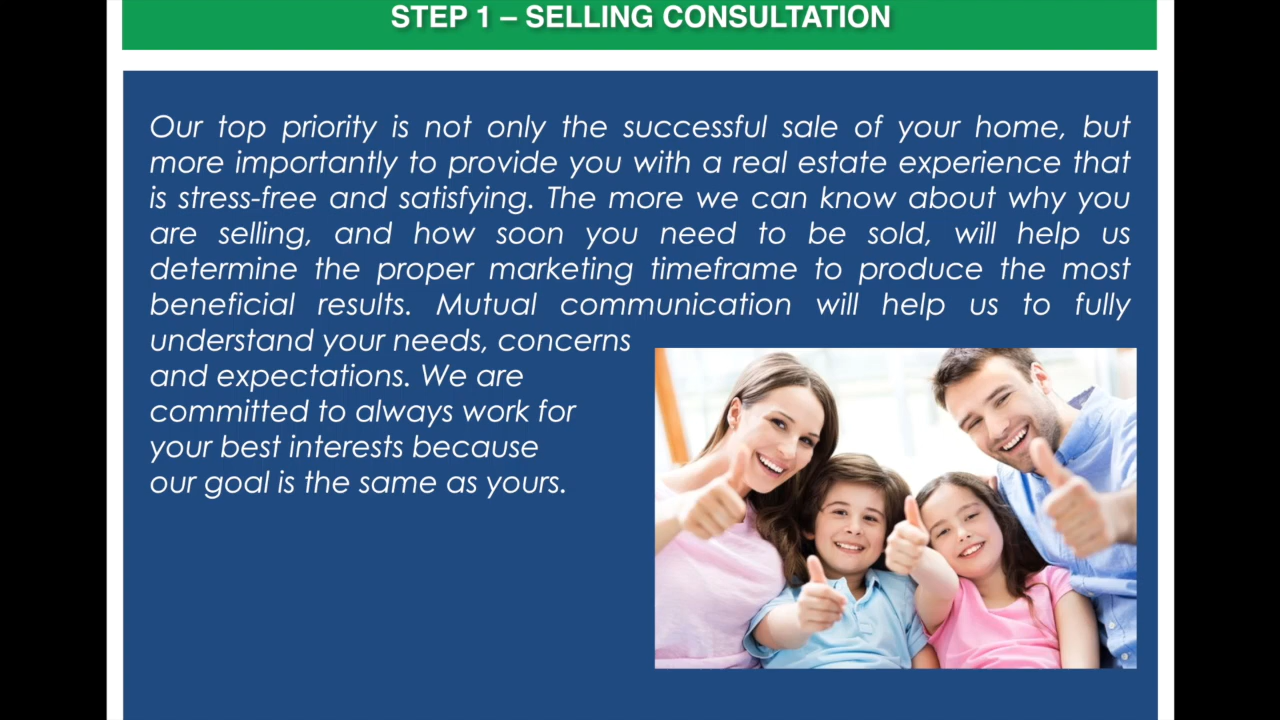 STEP 1 – SELLING CONSULTATION
Our top priority is not only the successful sale of your home, but
more importantly to provide you with a real estate experience that
is stress-free and satisfying. The more we can know about why you
are selling, and how soon you need to be sold, will help us
determine the proper marketing timeframe to produce the most
beneficial results. Mutual communication will help us to fully
understand your needs, concerns
and expectations. We are
committed to always work for
your best interests because
our goal is the same as yours.